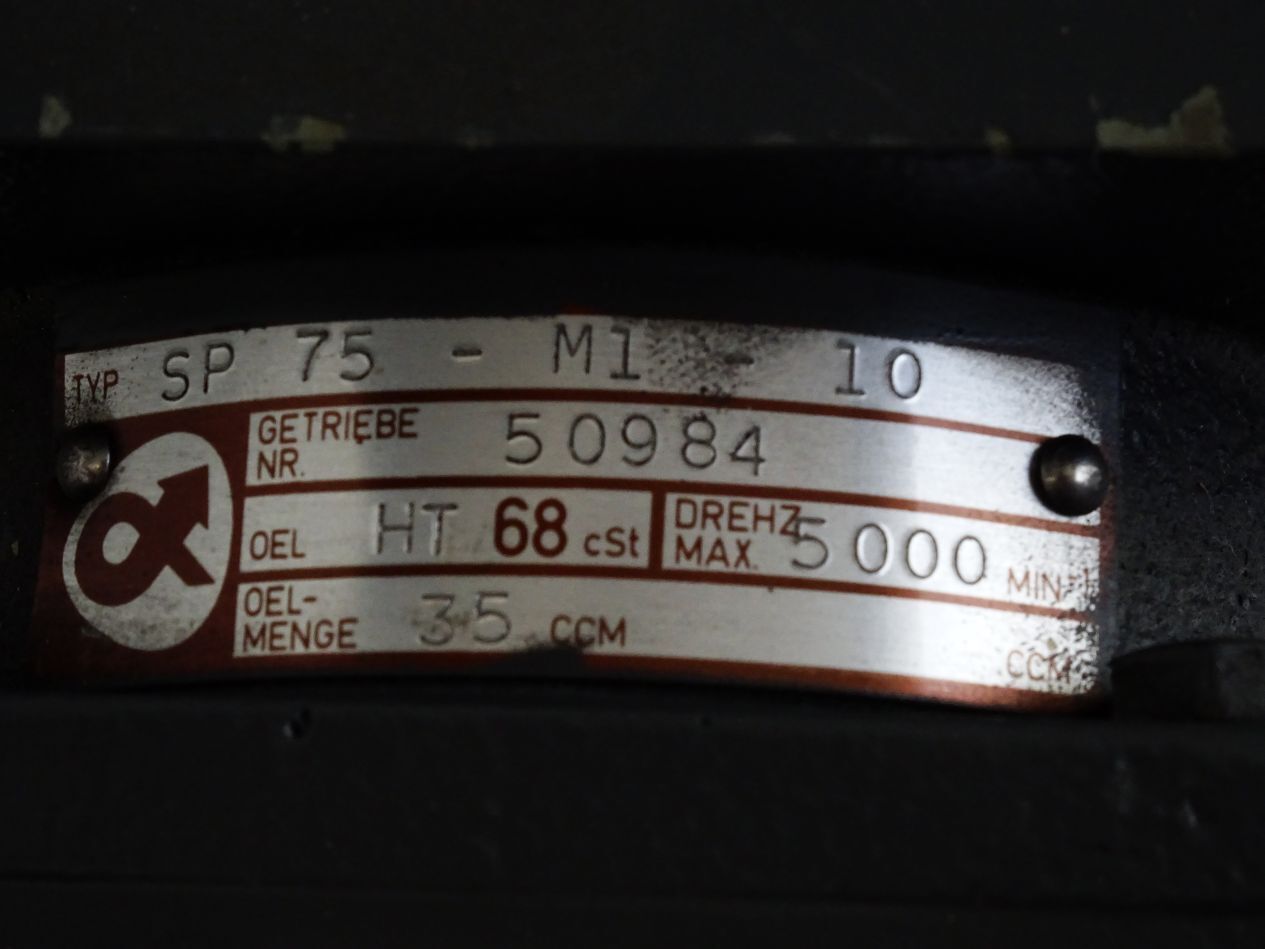 TYP SP 75 - M1 - 10
GETRIEBE
NR. 50984
OEL HT 68 cSt
DREHZ.
MAX. 5000 MIN-1
OEL-
MENGE 35 CCM
CCM